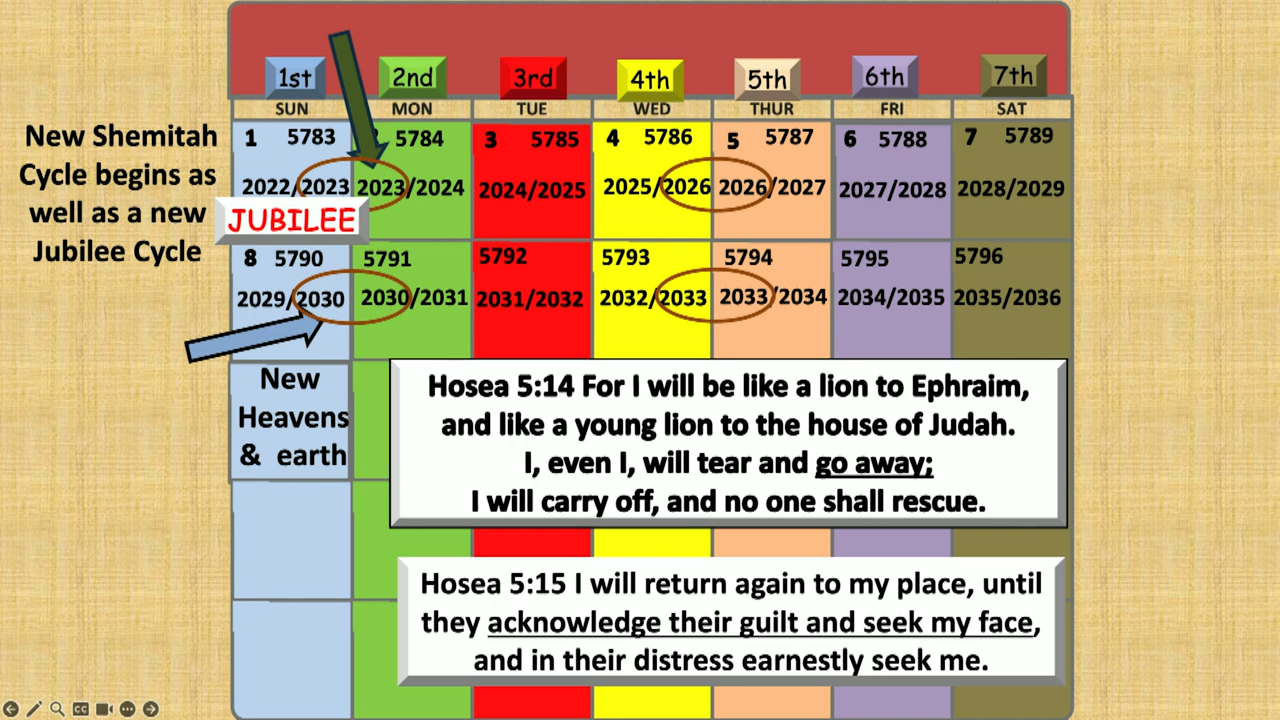 1st 2nd 3rd 4th 5th 6th 7th
SUN MON TUE WED THUR FRI SAT
New Shemitah
Cycle begins as
well as a new
Jubilee Cycle
1 5783 5784 3 5785 4 5786 5 5787 6 5788 7 5789
2022/2023 2023/2024 2024/2025 2025/2026 2026/2027 2027/2028 2028/2029
JUBILEE
8 5790 5791 5792 5793 5794 5795 5796
2029/2030 2030/2031 2031/2032 2032/2033 2033/2034 2034/2035 2035/2036
New
Heavens
& earth
Hosea 5:14 For I will be like a lion to Ephraim,
and like a young lion to the house of Judah.
I, even I, will tear and go away;
I will carry off, and no one shall rescue.
Hosea 5:15 I will return again to my place, until
they acknowledge their guilt and seek my face,
and in their distress earnestly seek me.
CC